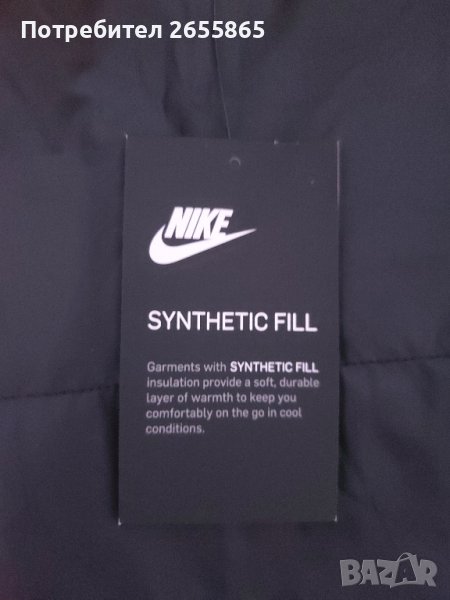 Потребител 2655865
NIKE
SYNTHETIC FILL
Garments with SYNTHETIC FILL
insulation provide a soft, durable
layer of warmth to keep you
comfortably on the go in cool
conditions.
BAZAR